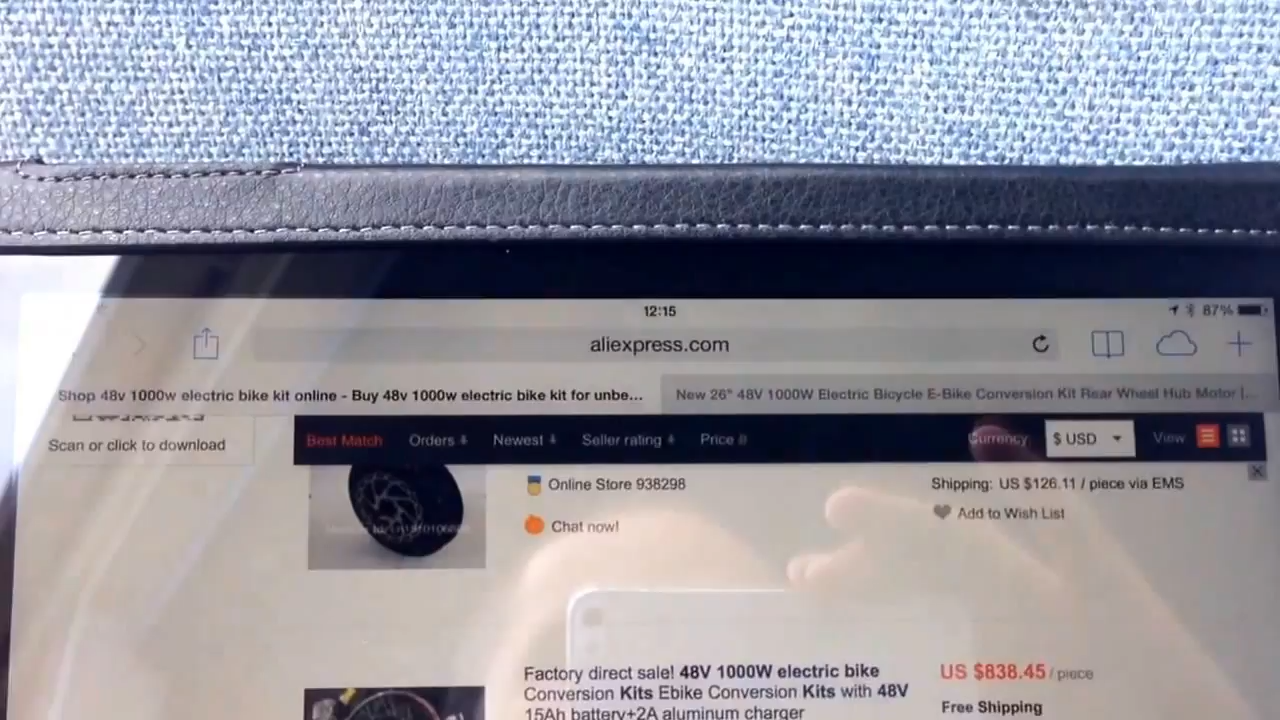 12:15
87%
aliexpress.com
Shop 48v 1000w electric bike kit online - Buy 48v 1000w electric bike kit for unbe...
New 26" 48V 1000W Electric Bicycle E-Bike Conversion Kit Rear Wheel Hub Motor |...
Scan or click to download
Best Match Orders Newest Seller rating Price Currency: $ USD View
Online Store 938298
Shipping: US $126.11 / piece via EMS
Chat now!
Add to Wish List
Factory direct sale! 48V 1000W electric bike
Conversion Kits Ebike Conversion Kits with 48V
15Ah battery+2A aluminum charger
US $838.45 / piece
Free Shipping